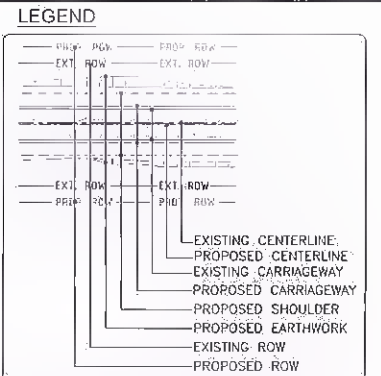 LEGEND
PROP. ROW PROP. ROW
EXT. ROW EXT. ROW
EXT. ROW EXT. ROW
PROP. ROW PROP. ROW
EXISTING CENTERLINE
PROPOSED CENTERLINE
EXISTING CARRIAGEWAY
PROPOSED CARRIAGEWAY
PROPOSED SHOULDER
PROPOSED EARTHWORK
EXISTING ROW
PROPOSED ROW